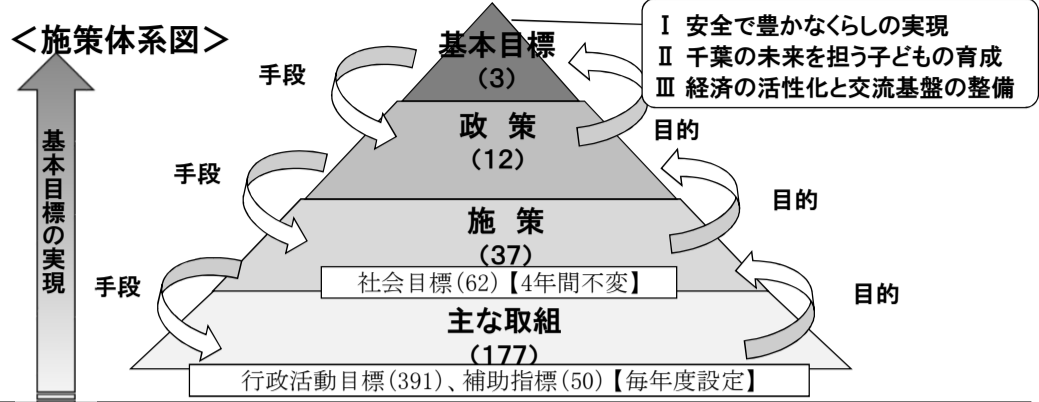 ＜施策体系図＞
基本目標の実現
基本目標
(3)
Ⅰ 安全で豊かなくらしの実現
Ⅱ 千葉の未来を担う子どもの育成
Ⅲ 経済の活性化と交流基盤の整備
手段
目的
政 策
(12)
手段
目的
施 策
(37)
社会目標(62)【4年間不変】
手段
目的
主な取組
(177)
行政活動目標(391)、補助指標(50)【毎年度設定】